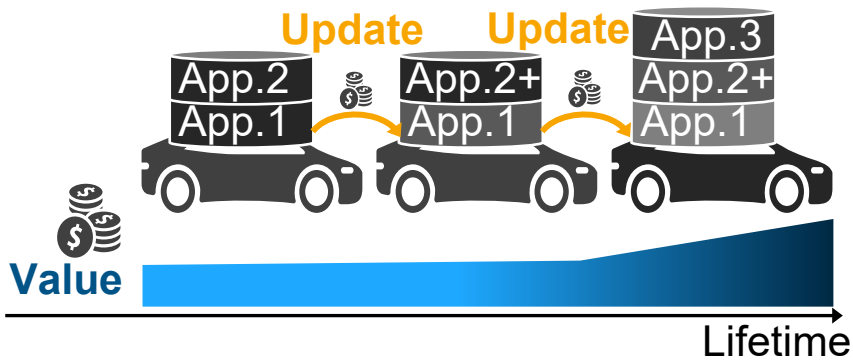 Update
Update
App.2
App.1
App.2+
App.1
App.3
App.2+
App.1
$
$
$
$
$
$
Value
Lifetime